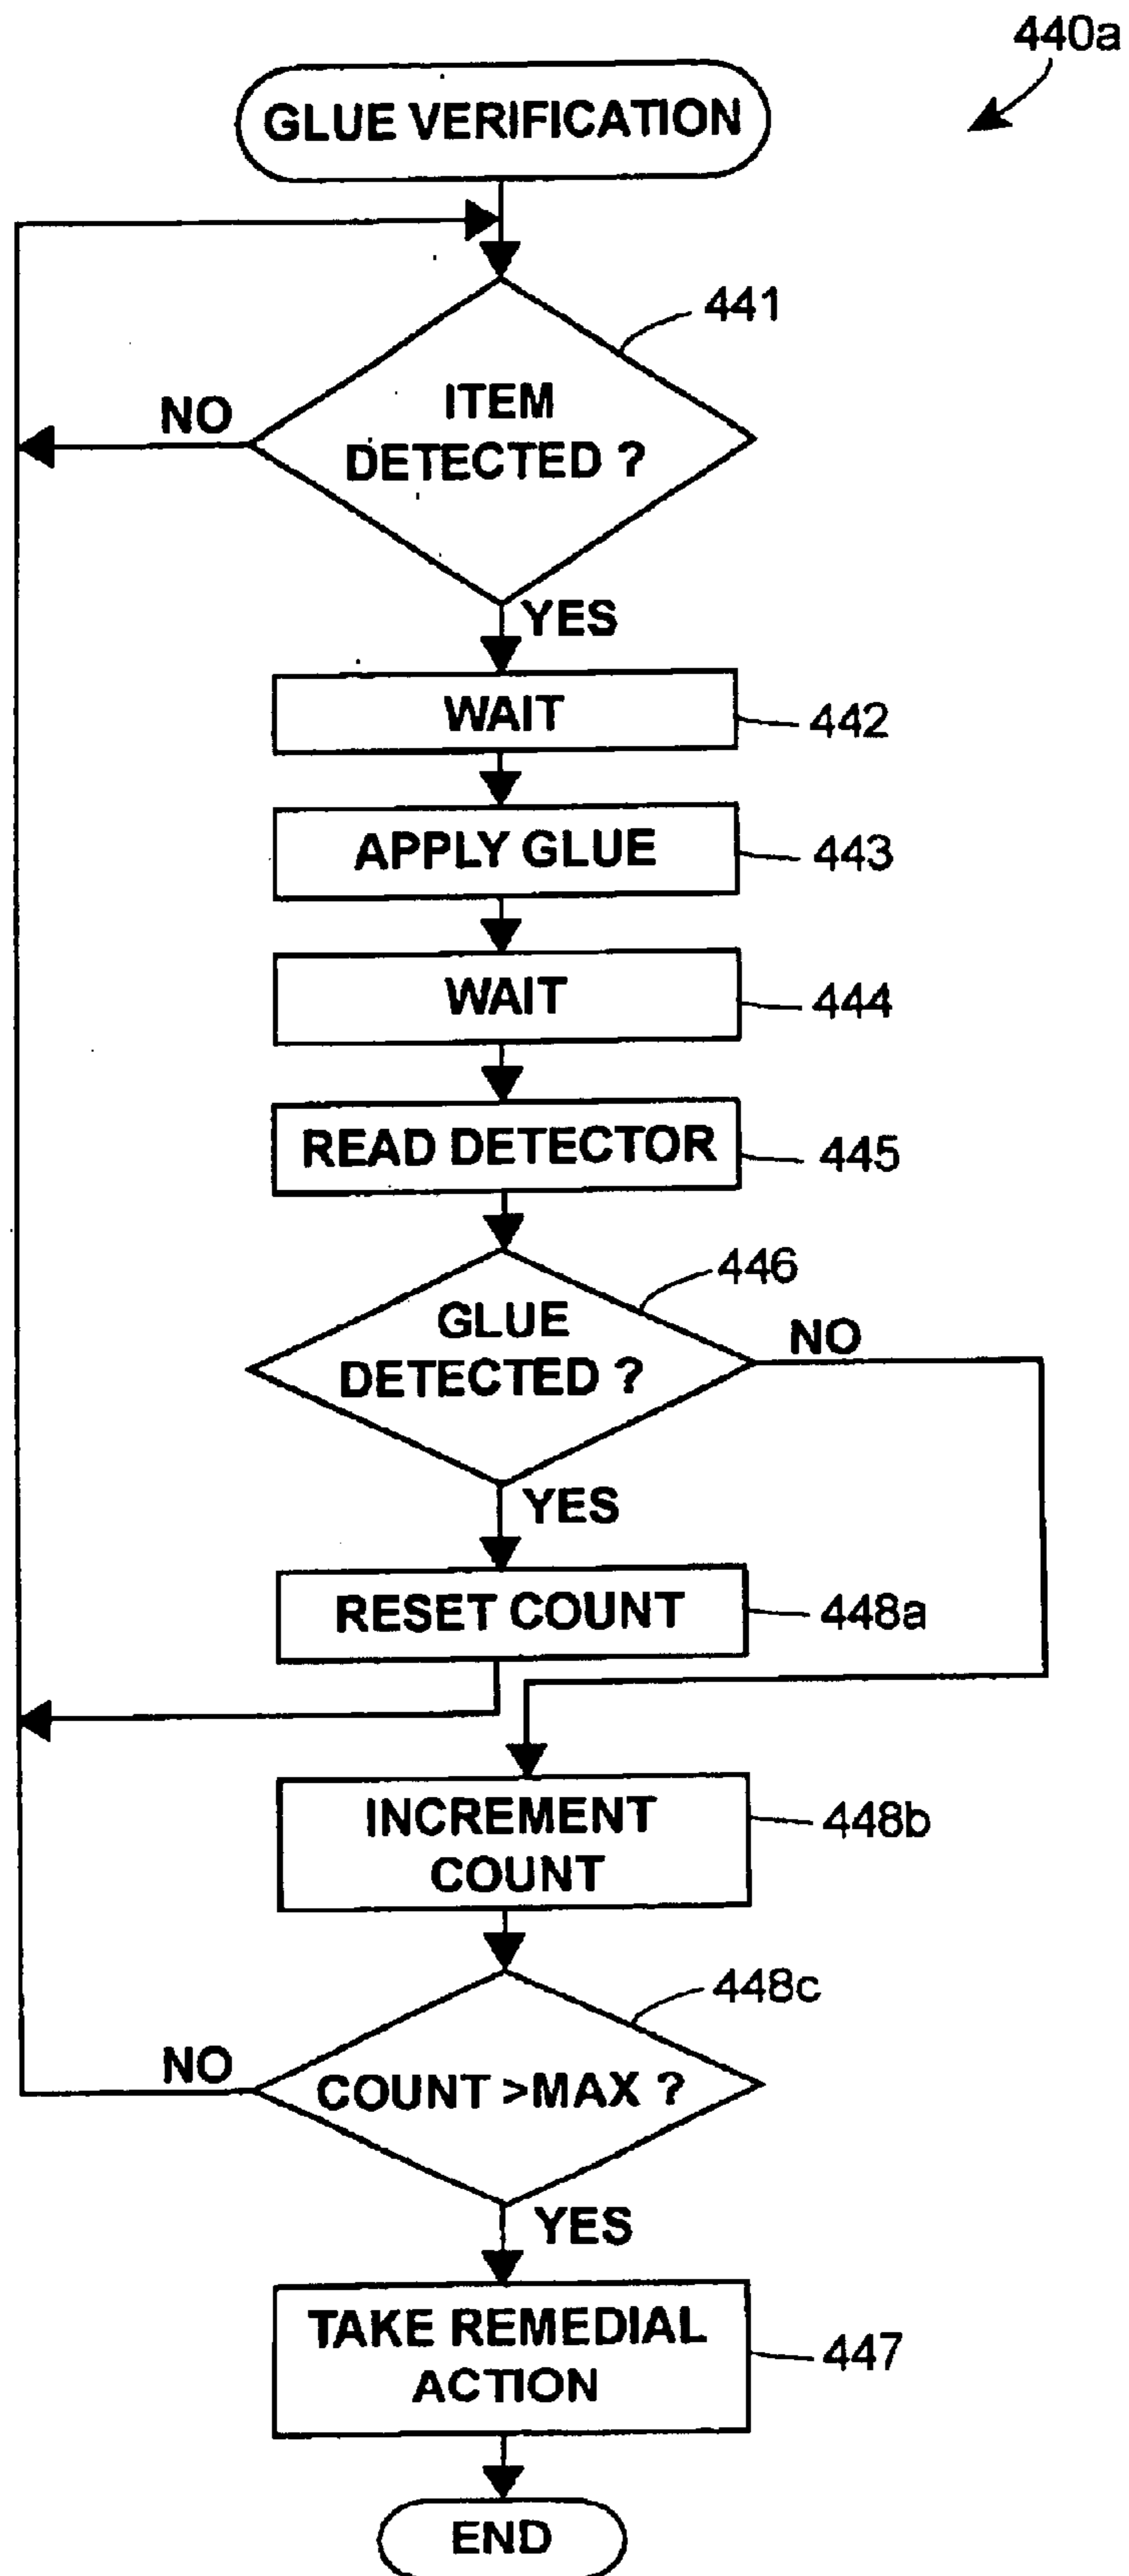 440a
GLUE VERIFICATION
441
ITEM
DETECTED ?
NO
YES
WAIT
442
APPLY GLUE
443
WAIT
444
READ DETECTOR
445
446
GLUE
DETECTED ?
NO
YES
RESET COUNT
448a
INCREMENT
COUNT
448b
448c
NO
COUNT >MAX ?
YES
TAKE REMEDIAL
ACTION
447
END